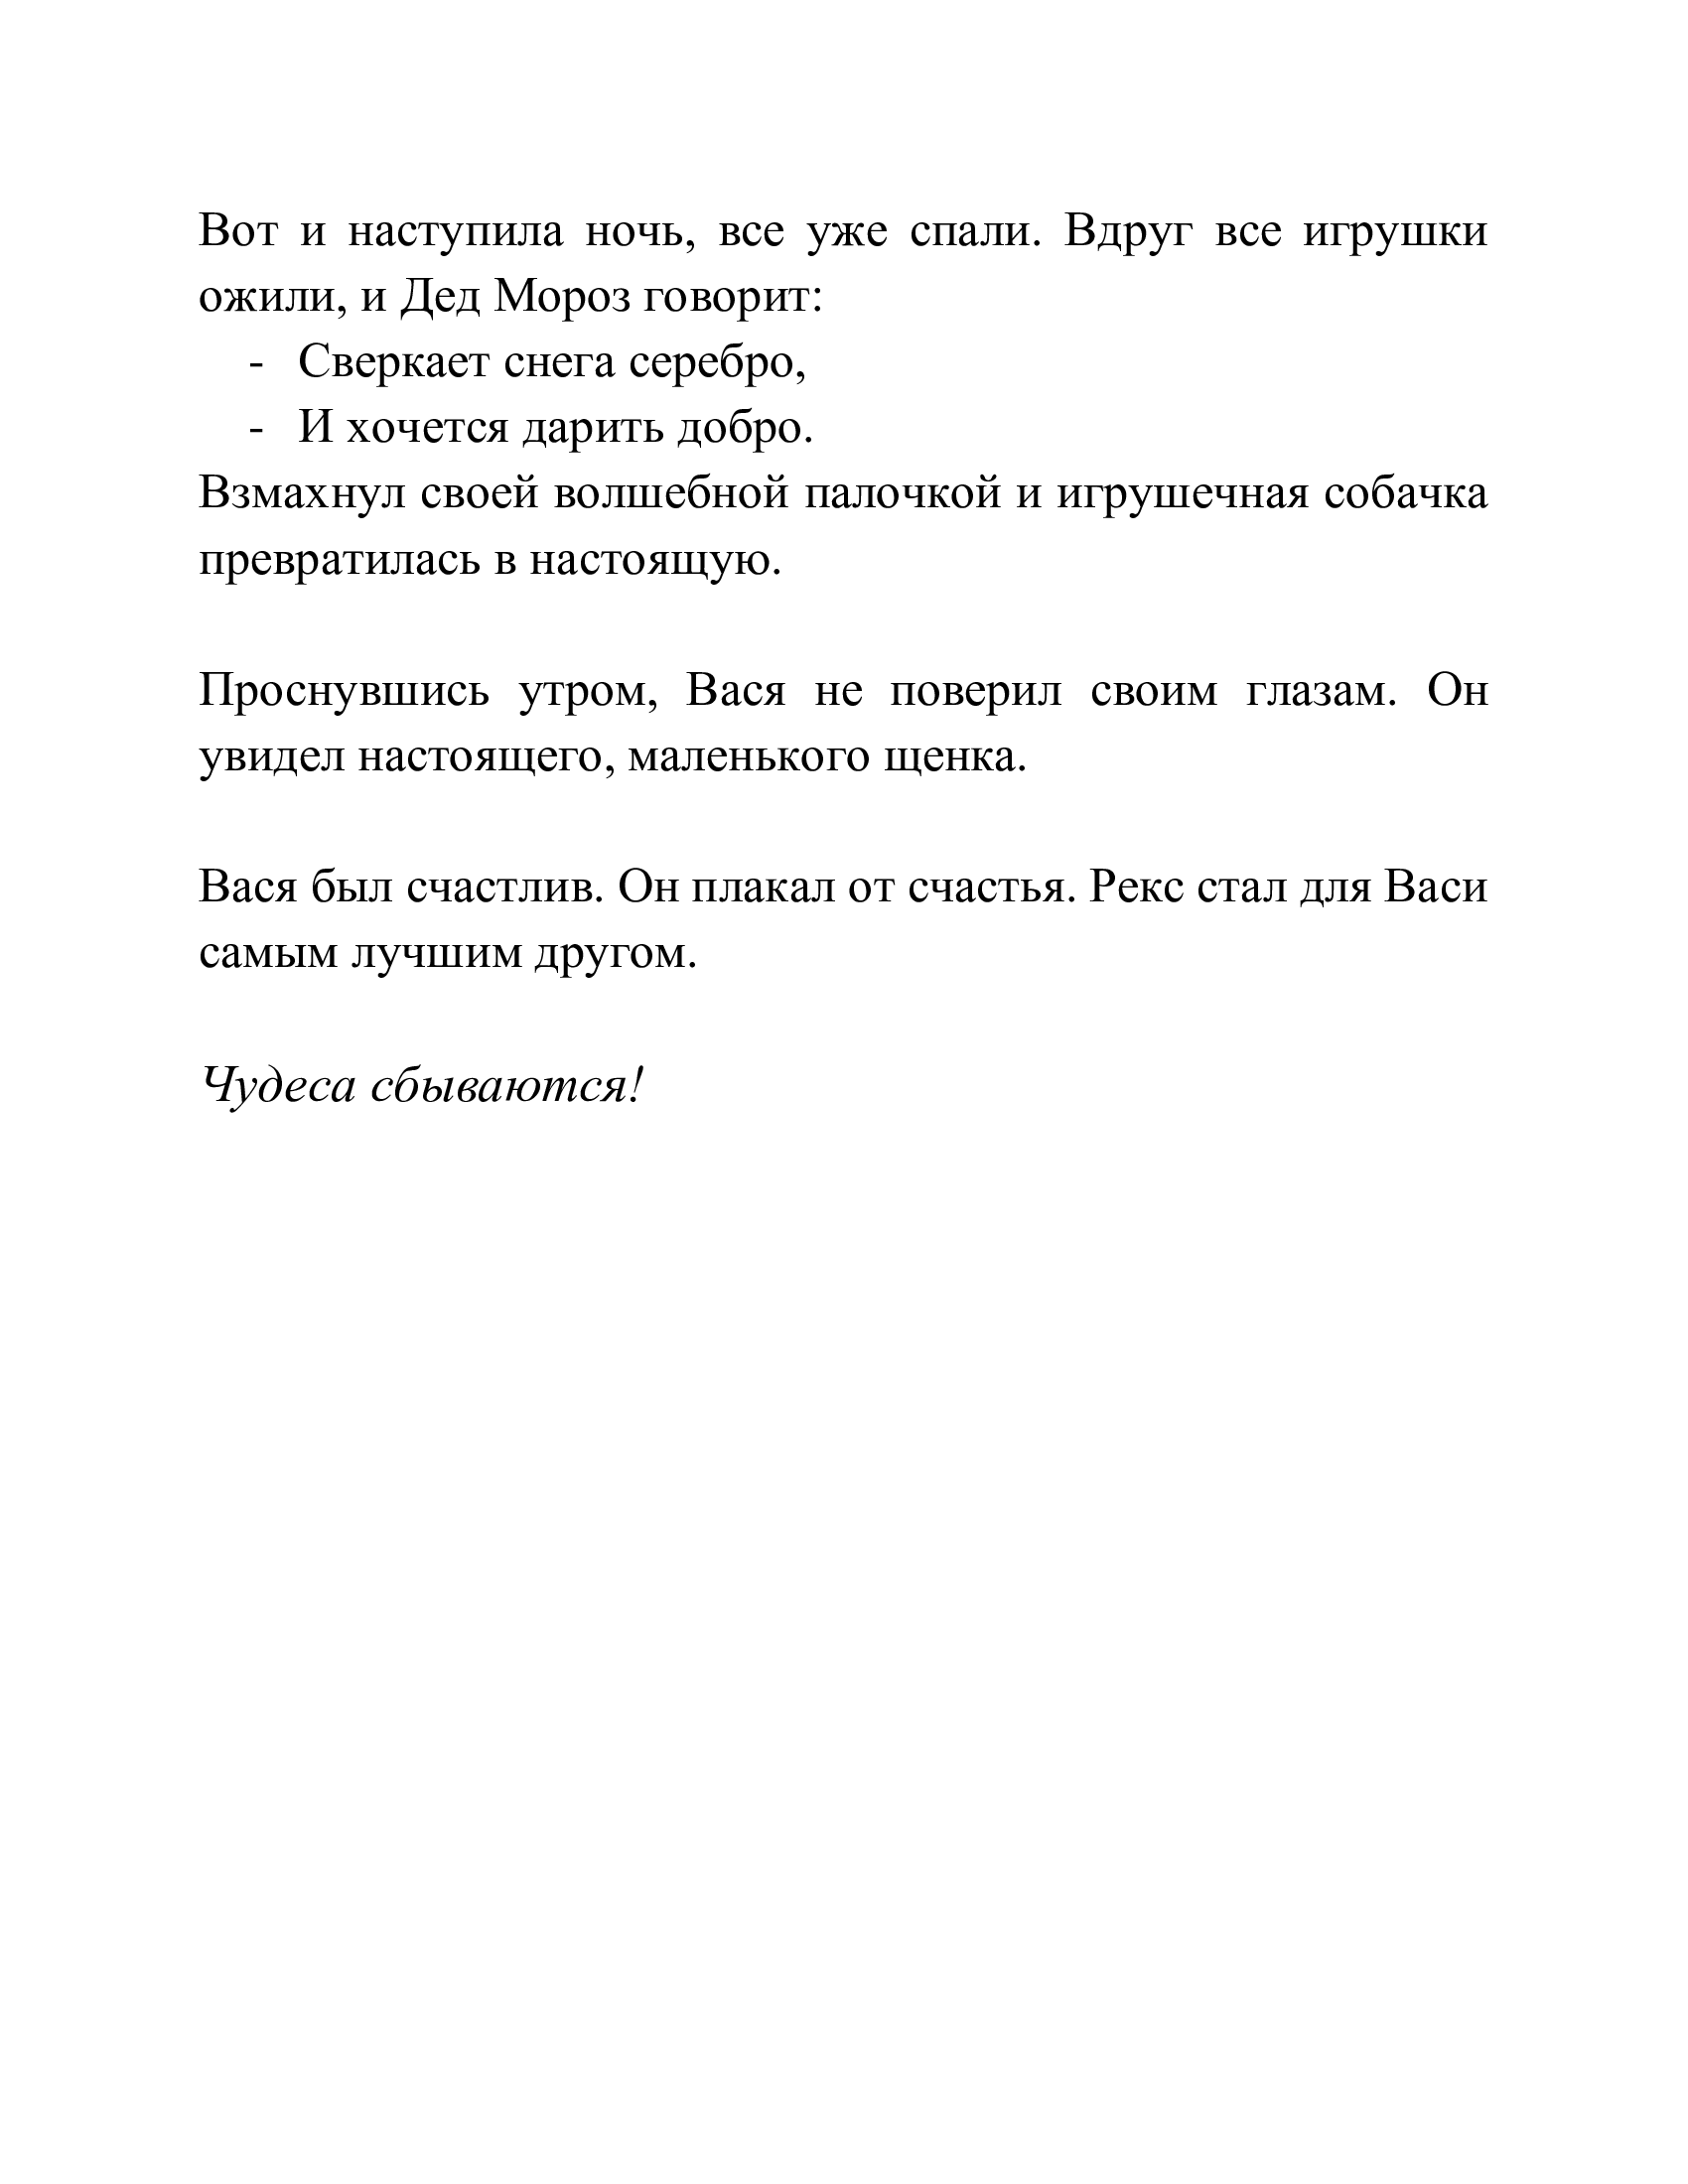 Вот и наступила ночь, все уже спали. Вдруг все игрушки
ожили, и Дед Мороз говорит:
- Сверкает снега серебро,
- И хочется дарить добро.
Взмахнул своей волшебной палочкой и игрушечная собачка
превратилась в настоящую.
Проснувшись утром, Вася не поверил своим глазам. Он
увидел настоящего, маленького щенка.
Вася был счастлив. Он плакал от счастья. Рекс стал для Васи
самым лучшим другом.
Чудеса сбываются!